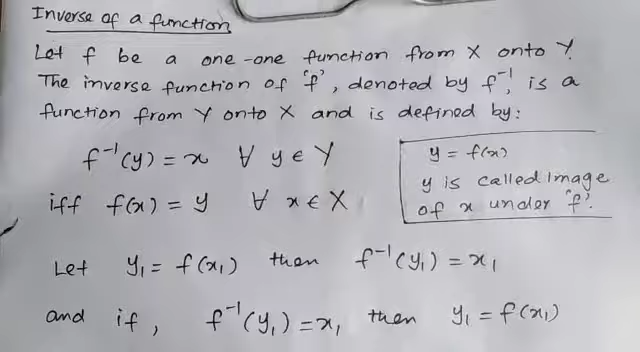 Inverse of a function
Let f be a one-one function from X onto Y.
The inverse function of 'f', denoted by f⁻¹, is a
function from Y onto X and is defined by:
f⁻¹(y) = x ∀ y ∈ Y
iff f(x) = y ∀ x ∈ X
y = f(x)
y is called image
of x under 'f'.
Let y₁ = f(x₁) then f⁻¹(y₁) = x₁
and if, f⁻¹(y₁) = x₁ then y₁ = f(x₁)